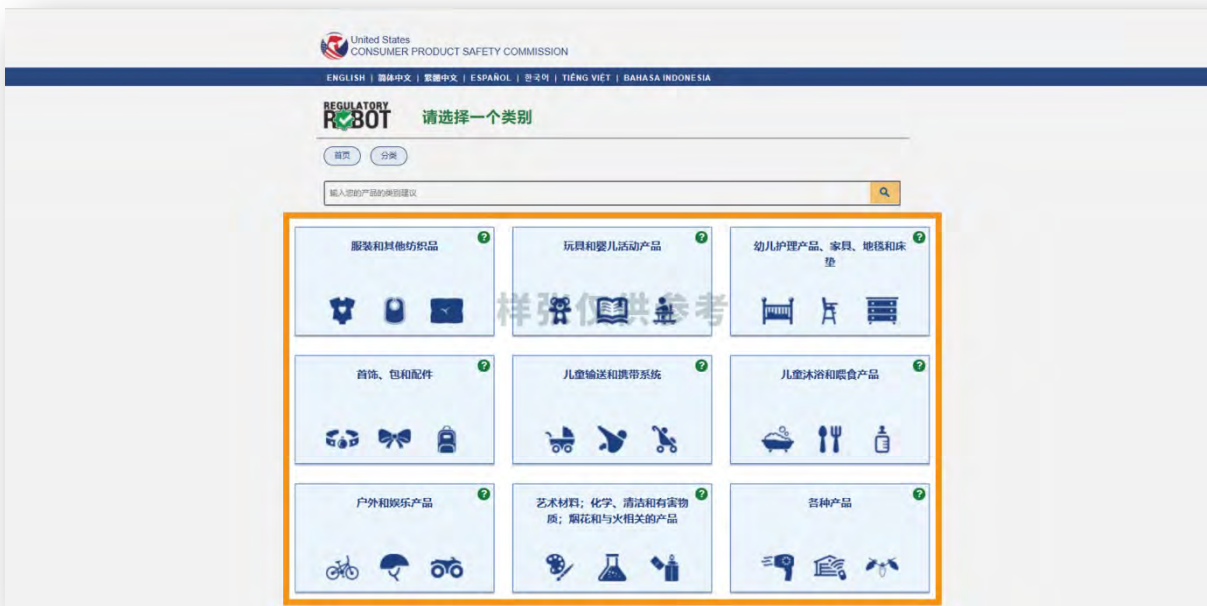 United States
CONSUMER PRODUCT SAFETY COMMISSION
ENGLISH | 简体中文 | 繁體中文 | ESPAÑOL | 한국어 | TIẾNG VIỆT | BAHASA INDONESIA
REGULATORY
ROBOT
请选择一个类别
首页 分类
输入您的产品的类别建议
服装和其他纺织品
玩具和婴儿活动产品
幼儿护理产品、家具、地毯和床
垫
样张仅供参考
首饰、包和配件
儿童输送和携带系统
儿童沐浴和喂食产品
户外和娱乐产品
艺术材料；化学、清洁和有害物
质；烟花和与火相关的产品
各种产品